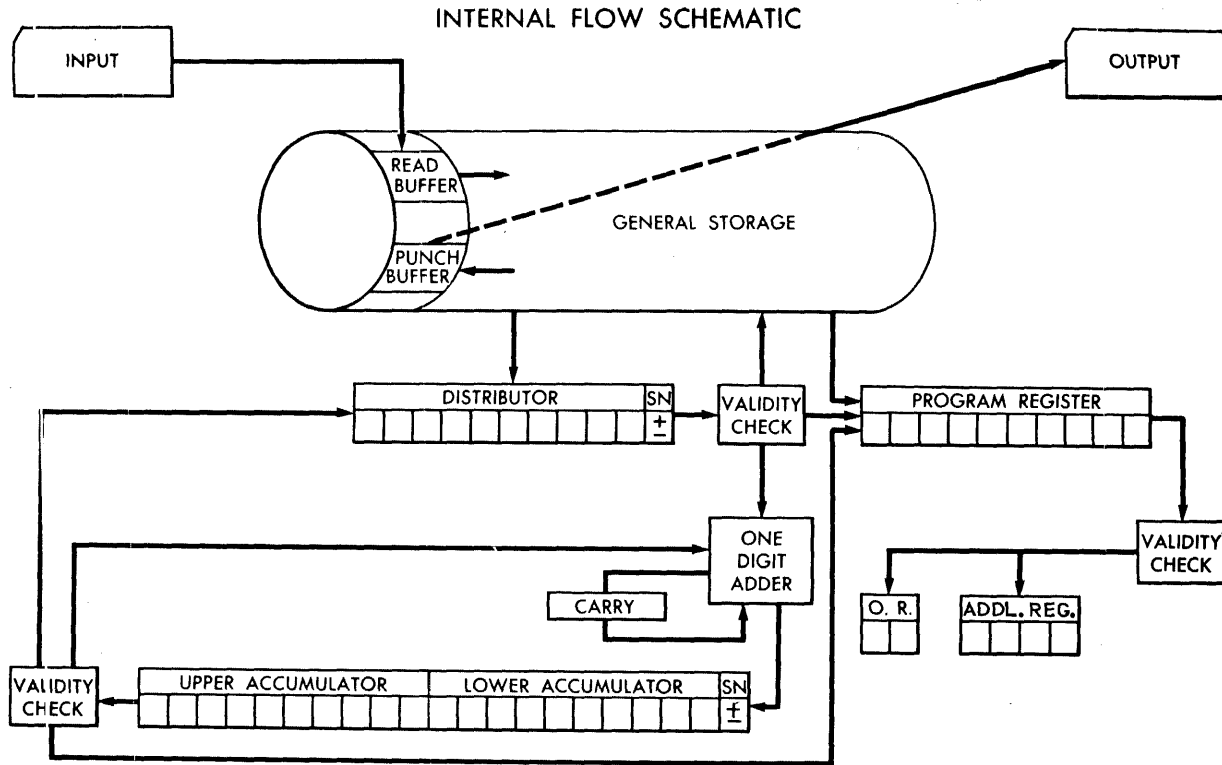 INTERNAL FLOW SCHEMATIC
INPUT
OUTPUT
READ
BUFFER
GENERAL STORAGE
PUNCH
BUFFER
DISTRIBUTOR
SN
±
VALIDITY
CHECK
PROGRAM REGISTER
ONE
DIGIT
ADDER
VALIDITY
CHECK
CARRY
O. R.
ADDL. REG.
VALIDITY
CHECK
UPPER ACCUMULATOR
LOWER ACCUMULATOR
SN
±